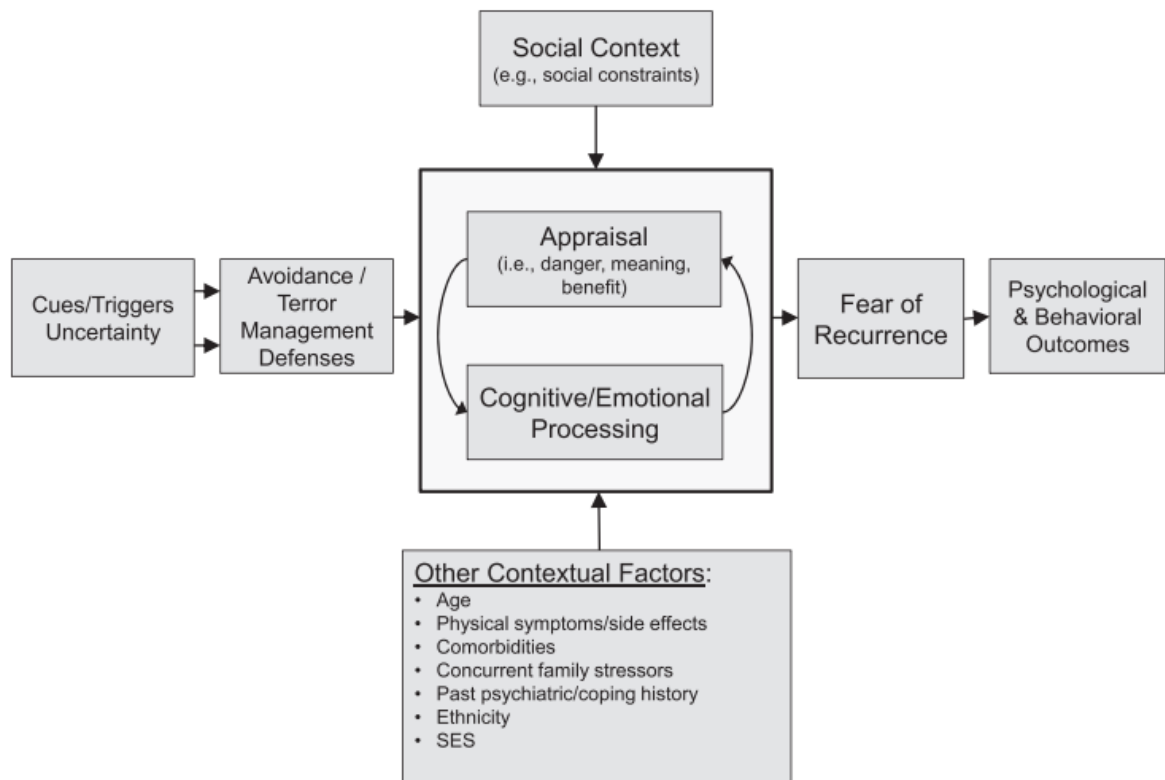 Social Context
(e.g., social constraints)
Cues/Triggers
Uncertainty
Avoidance /
Terror
Management
Defenses
Appraisal
(i.e., danger, meaning,
benefit)
Cognitive/Emotional
Processing
Fear of
Recurrence
Psychological
& Behavioral
Outcomes
Other Contextual Factors:
• Age
• Physical symptoms/side effects
• Comorbidities
• Concurrent family stressors
• Past psychiatric/coping history
• Ethnicity
• SES